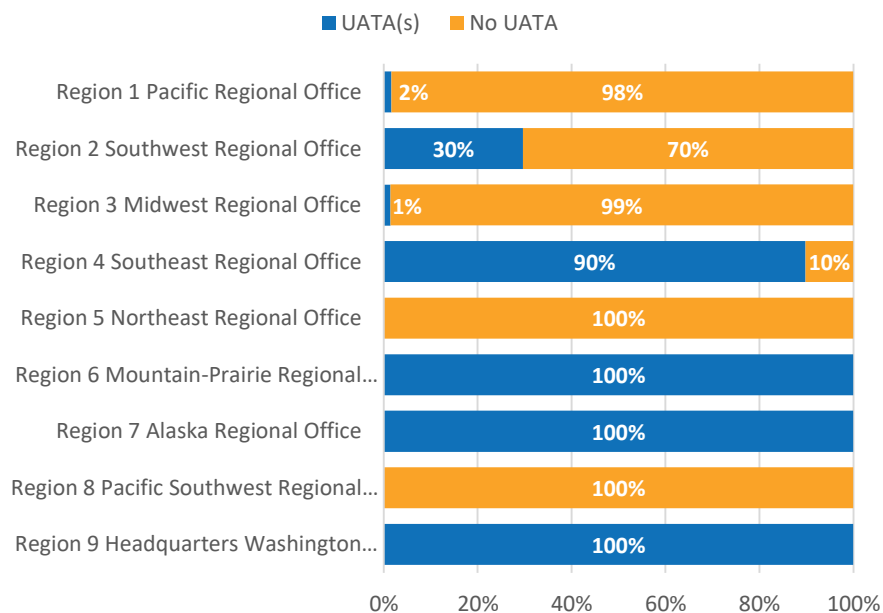 UATA(s) No UATA
Region 1 Pacific Regional Office 2% 98%
Region 2 Southwest Regional Office 30% 70%
Region 3 Midwest Regional Office 1% 99%
Region 4 Southeast Regional Office 90% 10%
Region 5 Northeast Regional Office 100%
Region 6 Mountain-Prairie Regional... 100%
Region 7 Alaska Regional Office 100%
Region 8 Pacific Southwest Regional... 100%
Region 9 Headquarters Washington... 100%
0% 20% 40% 60% 80% 100%